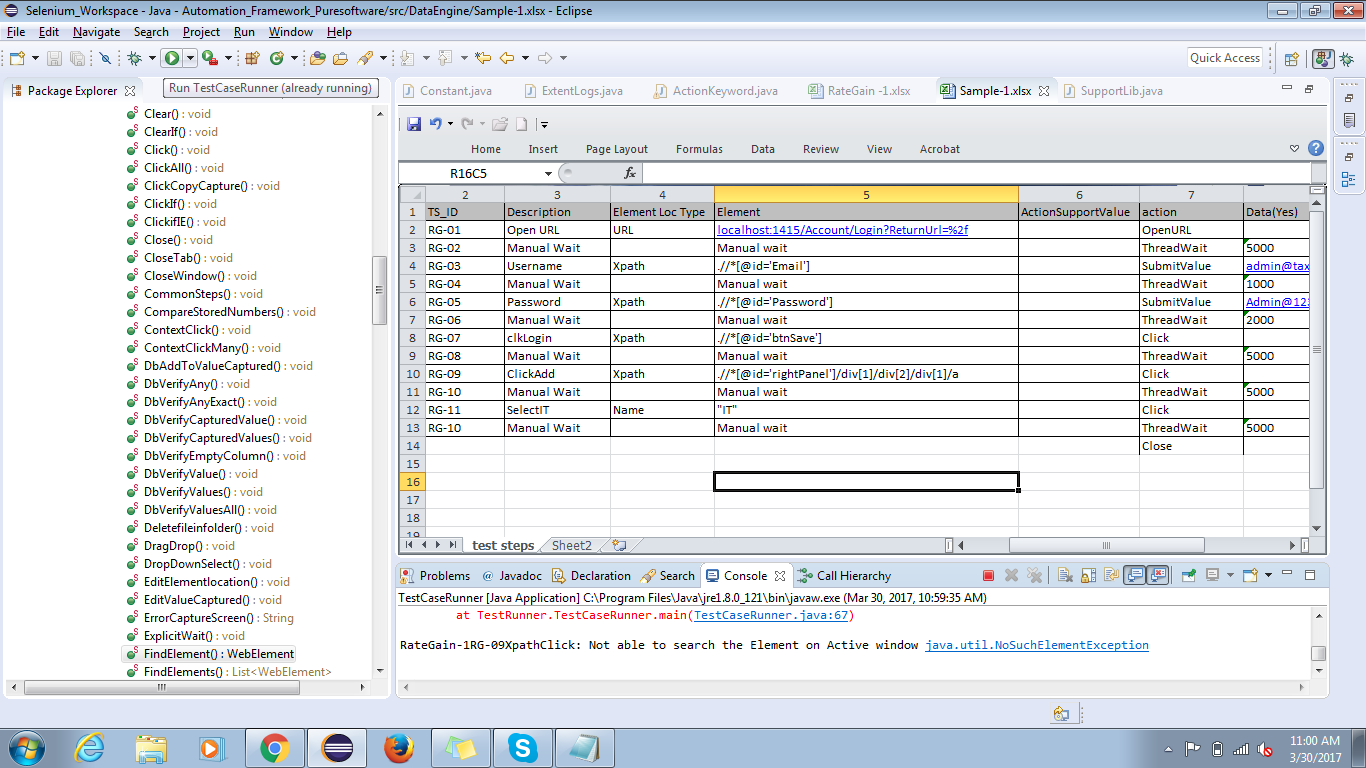 Selenium_Workspace - Java - Automation_Framework_Puresoftware/src/DataEngine/Sample-1.xlsx - Eclipse
File Edit Navigate Search Project Run Window Help
Quick Access
Package Explorer
Run TestCaseRunner (already running)
Clear() : void
ClearIf() : void
Click() : void
ClickAll() : void
ClickCopyCapture() : void
ClickIf() : void
ClickifIE() : void
Close() : void
CloseTab() : void
CloseWindow() : void
CommonSteps() : void
CompareStoredNumbers() : void
ContextClick() : void
ContextClickMany() : void
DbAddToValueCaptured() : void
DbVerifyAny() : void
DbVerifyAnyExact() : void
DbVerifyCapturedValue() : void
DbVerifyCapturedValues() : void
DbVerifyEmptyColumn() : void
DbVerifyValue() : void
DbVerifyValues() : void
DbVerifyValuesAll() : void
Deletefileinfolder() : void
DragDrop() : void
DropDownSelect() : void
EditElementlocation() : void
EditValueCaptured() : void
ErrorCaptureScreen() : String
ExplicitWait() : void
FindElement() : WebElement
FindElements() : List<WebElement>
Constant.java ExtentLogs.java ActionKeyword.java RateGain -1.xlsx Sample-1.xlsx SupportLib.java
Home Insert Page Layout Formulas Data Review View Acrobat
R16C5 fx
2 3 4 5 6 7
1 TS_ID Description Element Loc Type Element ActionSupportValue action Data(Yes)
2 RG-01 Open URL URL localhost:1415/Account/Login?ReturnUrl=%2f OpenURL
3 RG-02 Manual Wait Manual wait ThreadWait 5000
4 RG-03 Username Xpath .//*[@id='Email'] SubmitValue admin@tax
5 RG-04 Manual Wait Manual wait ThreadWait 1000
6 RG-05 Password Xpath .//*[@id='Password'] SubmitValue Admin@123
7 RG-06 Manual Wait Manual wait ThreadWait 2000
8 RG-07 clkLogin Xpath .//*[@id='btnSave'] Click
9 RG-08 Manual Wait Manual wait ThreadWait 5000
10 RG-09 ClickAdd Xpath .//*[@id='rightPanel']/div[1]/div[2]/div[1]/a Click
11 RG-10 Manual Wait Manual wait ThreadWait 5000
12 RG-11 SelectIT Name "IT" Click
13 RG-10 Manual Wait Manual wait ThreadWait 5000
14 Close
15
16
17
18
19
test steps Sheet2
Problems @ Javadoc Declaration Search Console Call Hierarchy
TestCaseRunner [Java Application] C:\Program Files\Java\jre1.8.0_121\bin\javaw.exe (Mar 30, 2017, 10:59:35 AM)
at TestRunner.TestCaseRunner.main(TestCaseRunner.java:67)
RateGain-1RG-09XpathClick: Not able to search the Element on Active window java.util.NoSuchElementException
11:00 AM
3/30/2017